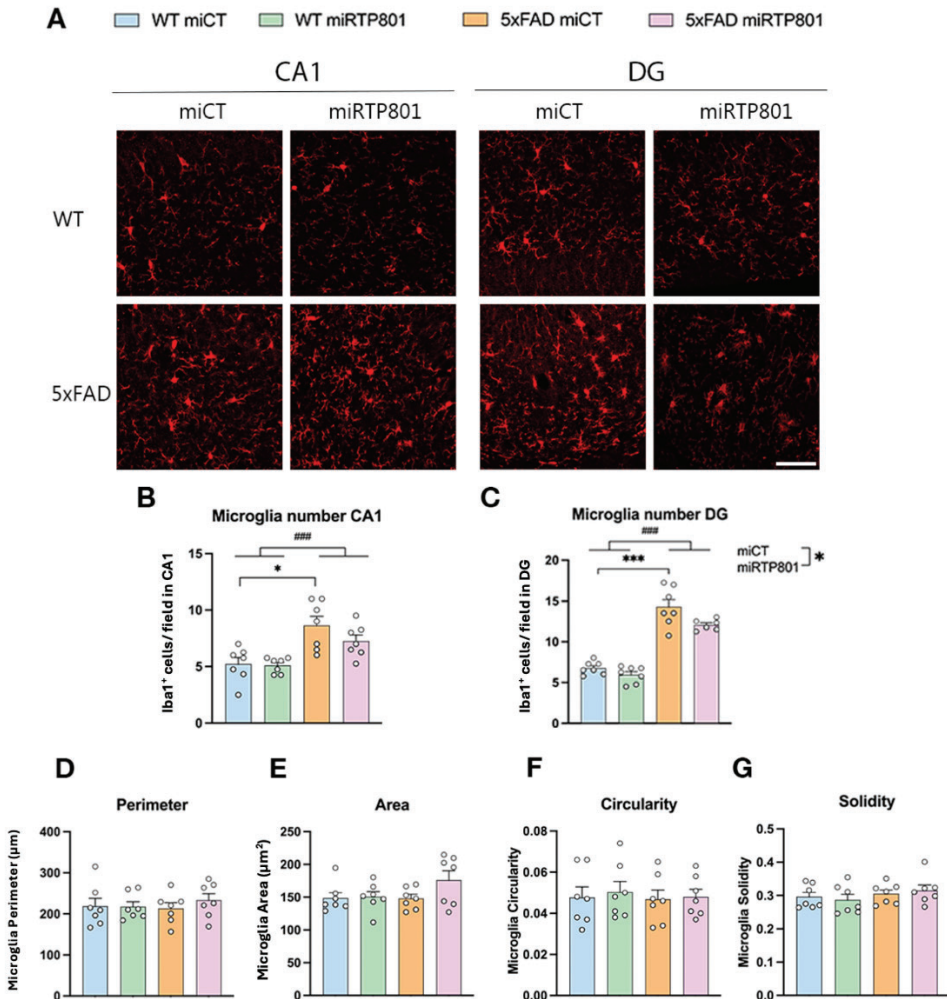 A WT miCT WT miRTP801 5xFAD miCT 5xFAD miRTP801
CA1 DG
miCT miRTP801 miCT miRTP801
WT
5xFAD
B
Microglia number CA1
###
*
Iba1⁺ cells/ field in CA1
15
10
5
0
C
Microglia number DG
###
***
miCT
miRTP801
*
Iba1⁺ cells/ field in DG
20
15
10
5
0
D
Perimeter
Microglia Perimeter (µm)
400
300
200
100
0
E
Area
Microglia Area (µm²)
250
200
150
100
50
0
F
Circularity
Microglia Circularity
0.08
0.06
0.04
0.02
0.00
G
Solidity
Microglia Solidity
0.5
0.4
0.3
0.2
0.1
0.0